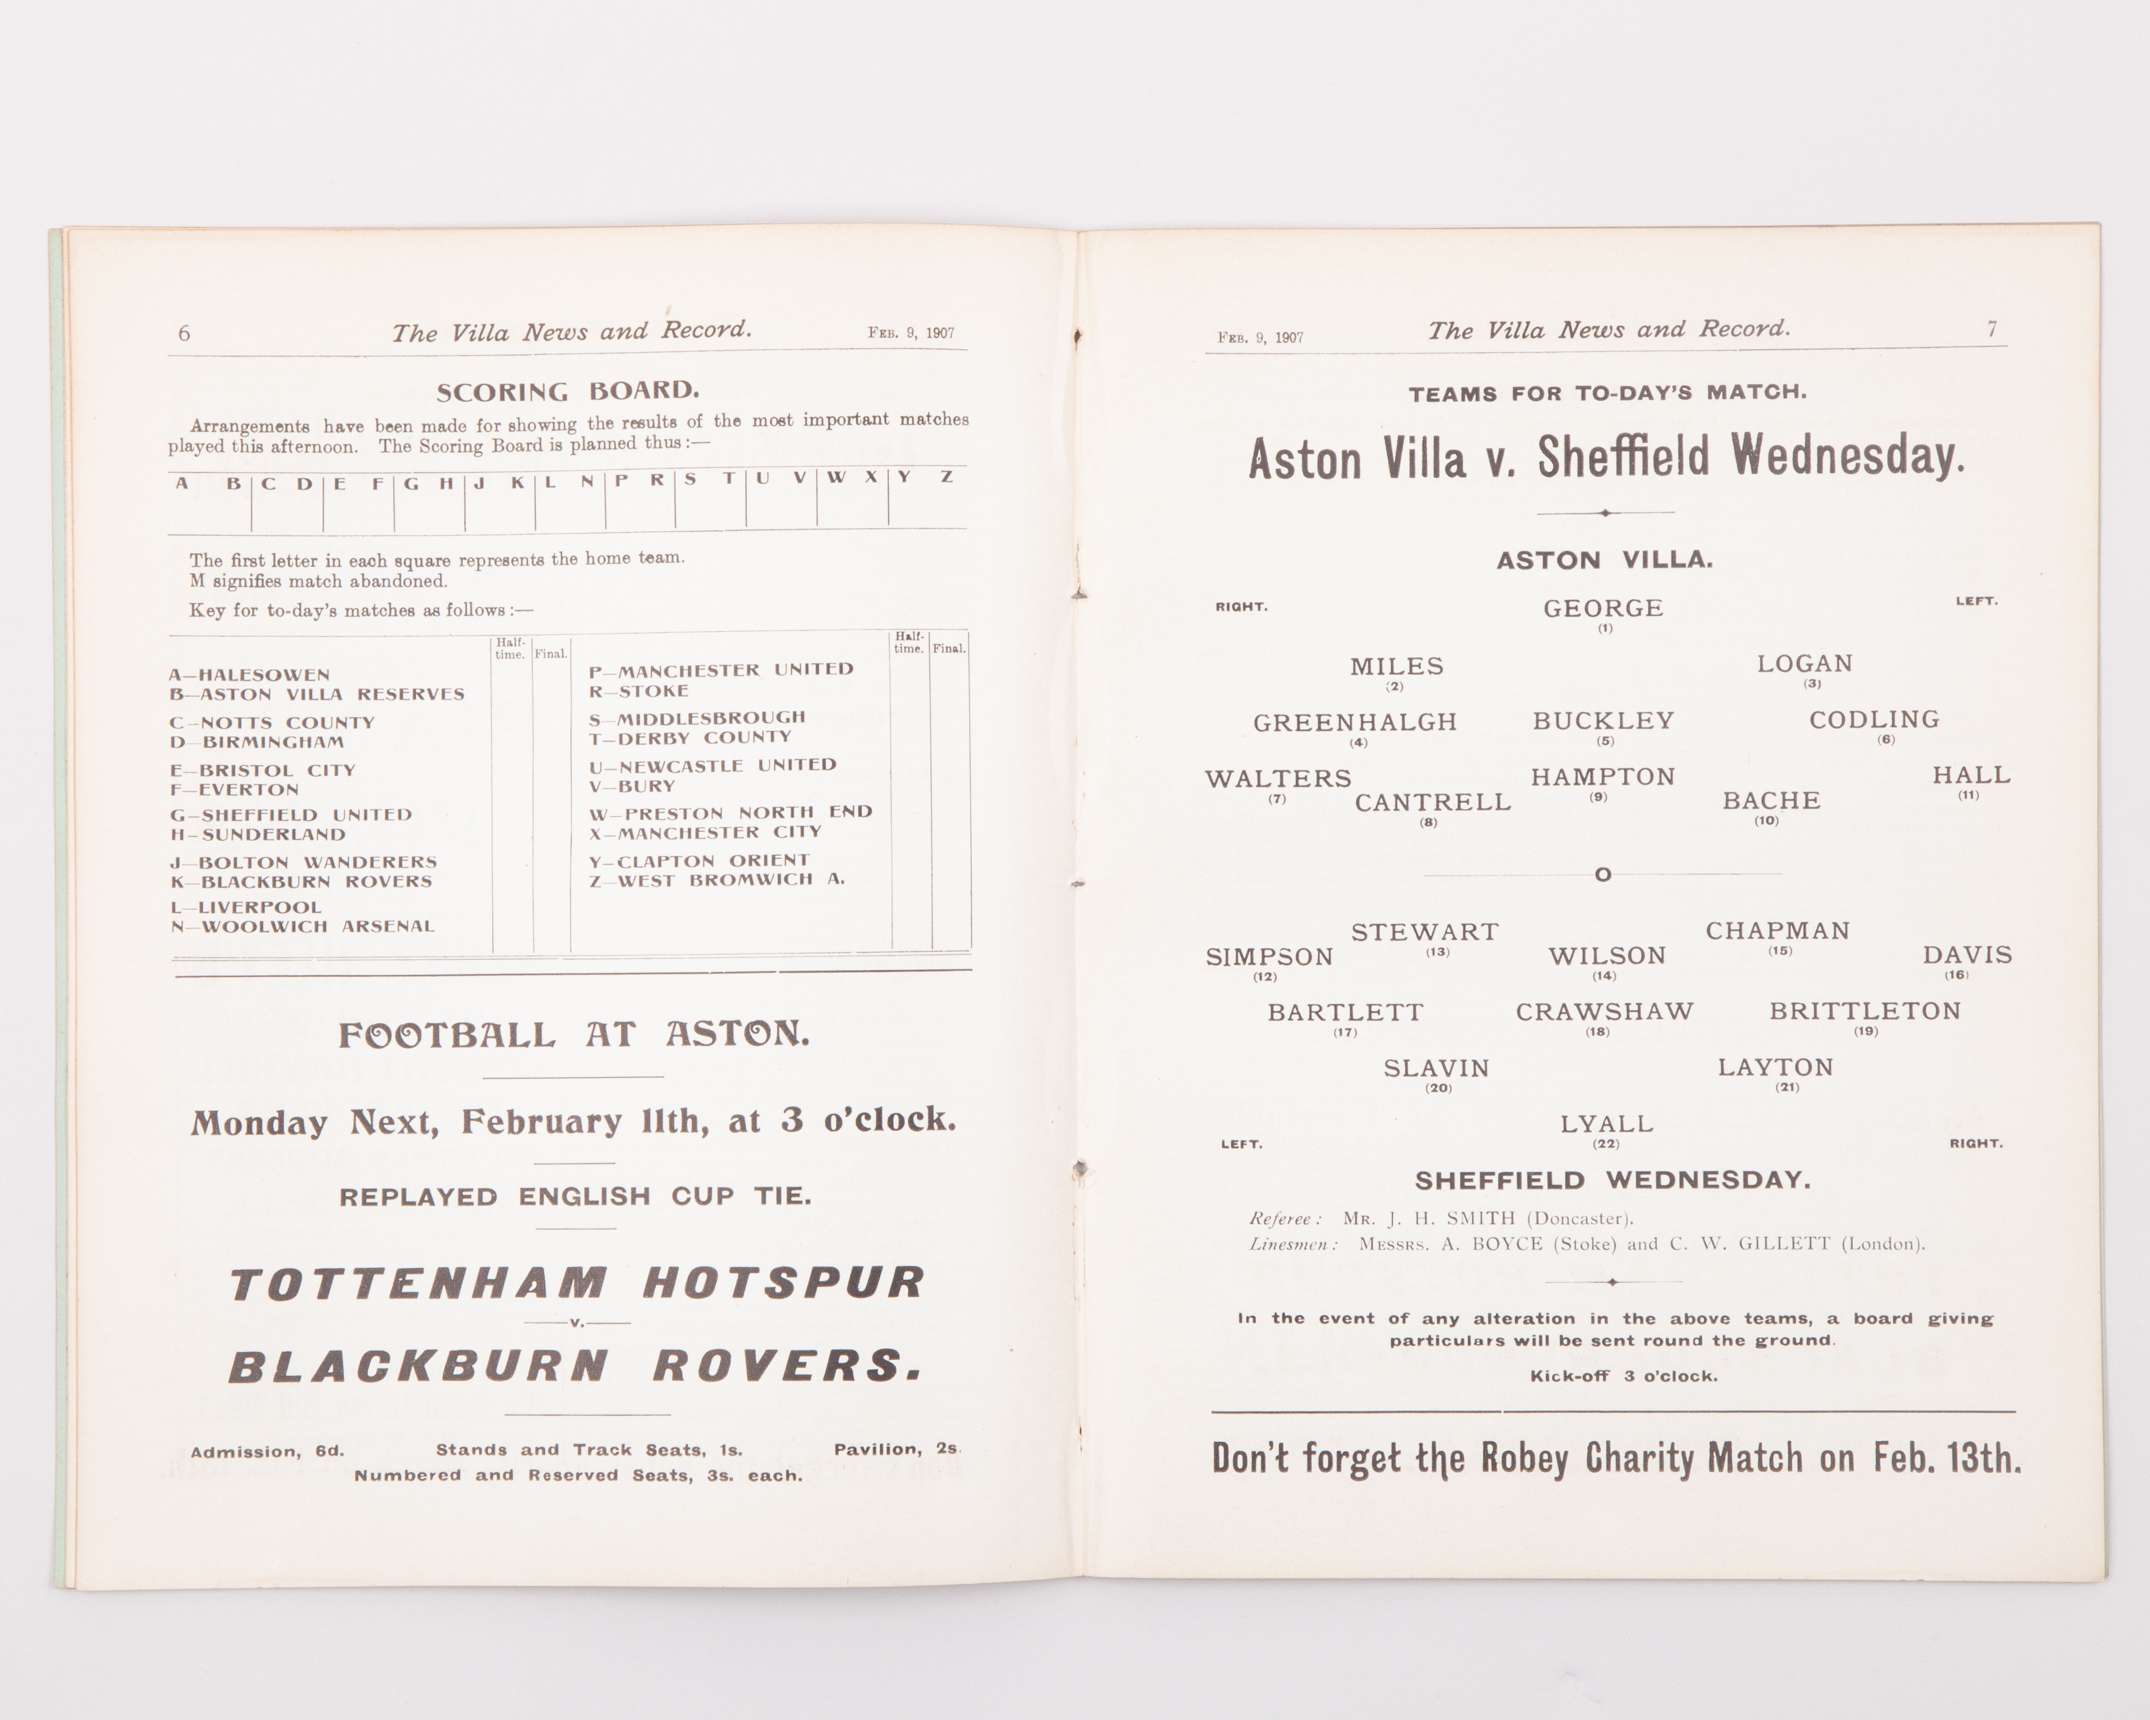 6 The Villa News and Record. FEB. 9, 1907
SCORING BOARD.
Arrangements have been made for showing the results of the most important matches
played this afternoon. The Scoring Board is planned thus:—
A B C D E F G H J K L N P R S T U V W X Y Z
The first letter in each square represents the home team.
M signifies match abandoned.
Key for to-day's matches as follows:—
Half-time. Final.
A—HALESOWEN
B—ASTON VILLA RESERVES
C—NOTTS COUNTY
D—BIRMINGHAM
E—BRISTOL CITY
F—EVERTON
G—SHEFFIELD UNITED
H—SUNDERLAND
J—BOLTON WANDERERS
K—BLACKBURN ROVERS
L—LIVERPOOL
N—WOOLWICH ARSENAL
Half-time. Final.
P—MANCHESTER UNITED
R—STOKE
S—MIDDLESBROUGH
T—DERBY COUNTY
U—NEWCASTLE UNITED
V—BURY
W—PRESTON NORTH END
X—MANCHESTER CITY
Y—CLAPTON ORIENT
Z—WEST BROMWICH A.
FOOTBALL AT ASTON.
Monday Next, February 11th, at 3 o'clock.
REPLAYED ENGLISH CUP TIE.
TOTTENHAM HOTSPUR
v.
BLACKBURN ROVERS.
Admission, 6d. Stands and Track Seats, 1s. Pavilion, 2s.
Numbered and Reserved Seats, 3s. each.
FEB. 9, 1907 The Villa News and Record. 7
TEAMS FOR TO-DAY'S MATCH.
Aston Villa v. Sheffield Wednesday.
ASTON VILLA.
RIGHT. GEORGE LEFT.
(1)
MILES LOGAN
(2) (3)
GREENHALGH BUCKLEY CODLING
(4) (5) (6)
WALTERS HAMPTON HALL
(7) (9) (11)
CANTRELL BACHE
(8) (10)
O
STEWART CHAPMAN
(13) (15)
SIMPSON WILSON DAVIS
(12) (14) (16)
BARTLETT CRAWSHAW BRITTLETON
(17) (18) (19)
SLAVIN LAYTON
(20) (21)
LYALL
LEFT. (22) RIGHT.
SHEFFIELD WEDNESDAY.
Referee: MR. J. H. SMITH (Doncaster).
Linesmen: MESSRS. A. BOYCE (Stoke) and C. W. GILLETT (London).
In the event of any alteration in the above teams, a board giving
particulars will be sent round the ground.
Kick-off 3 o'clock.
Don't forget the Robey Charity Match on Feb. 13th.